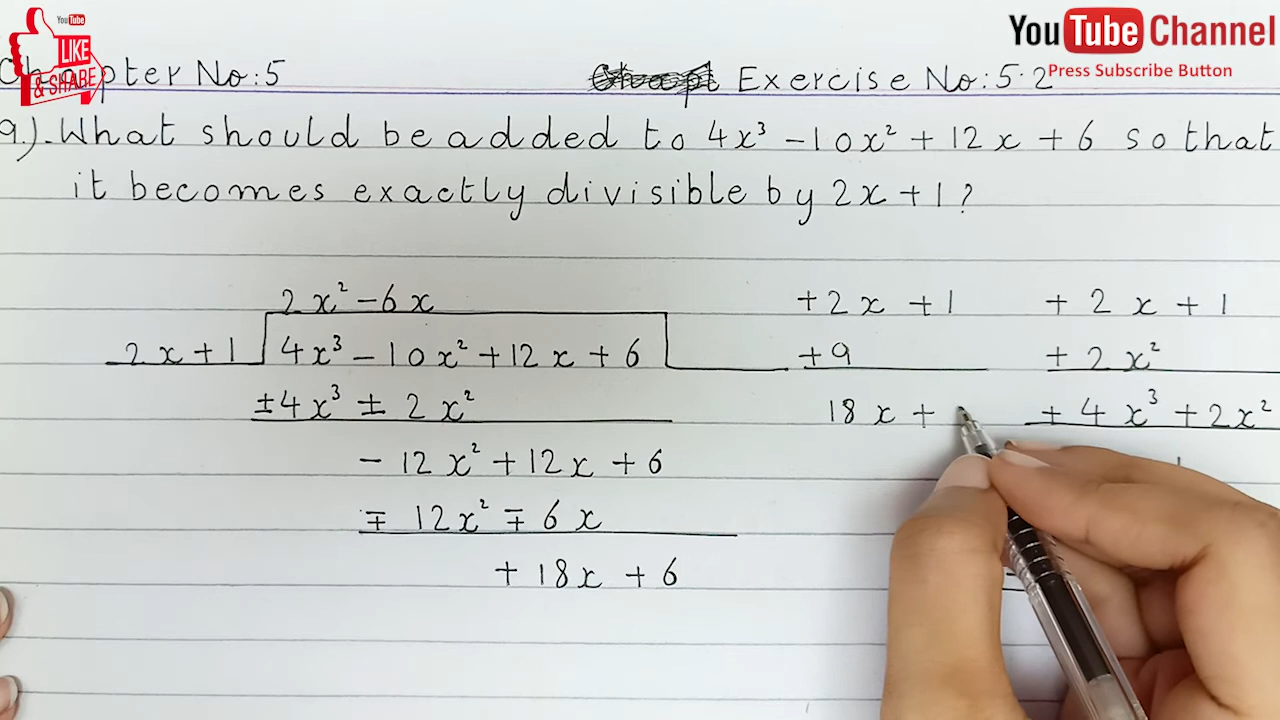 YouTube
LIKE
& SHARE
YouTube Channel
Press Subscribe Button
Chapter No:5 Exercise No:5.2
9.). What should be added to 4x³ - 10x² + 12x + 6 so that
it becomes exactly divisible by 2x + 1?
2x² - 6x
2x + 1 4x³ - 10x² + 12x + 6
± 4x³ ± 2x²
- 12x² + 12x + 6
∓ 12x² ∓ 6x
+ 18x + 6
+ 2x + 1
+ 9
18x +
+ 2x + 1
+ 2x²
+ 4x³ + 2x²